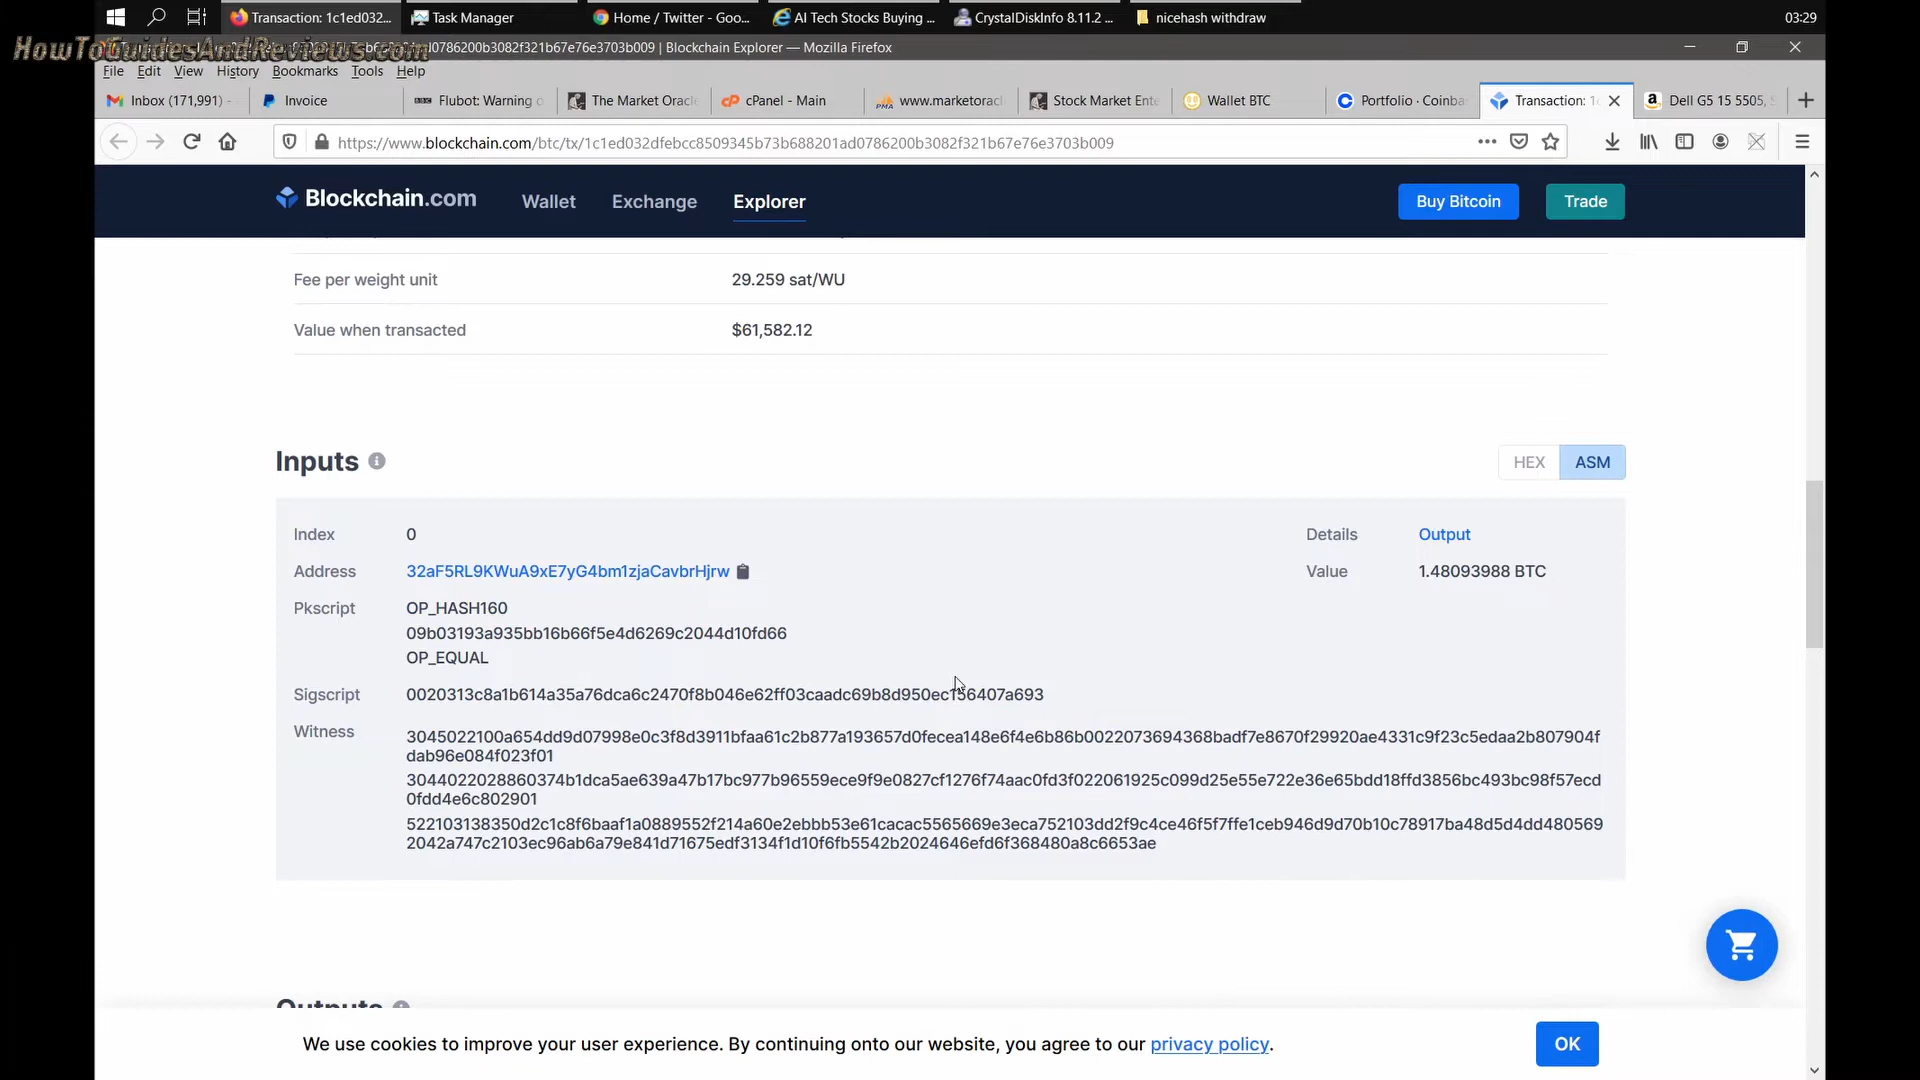 Transaction: 1c1ed032...
Task Manager
Home / Twitter - Goo...
AI Tech Stocks Buying ...
CrystalDiskInfo 8.11.2 ...
nicehash withdraw
03:29
HowToGuidesAndReviews.com
0786200b3082f321b67e76e3703b009 | Blockchain Explorer — Mozilla Firefox
File Edit View History Bookmarks Tools Help
Inbox (171,991) -
Invoice
Flubot: Warning o
The Market Oracle
cPanel - Main
www.marketorac
Stock Market Ente
Wallet BTC
Portfolio · Coinba
Transaction: 1c
Dell G5 15 5505, S
https://www.blockchain.com/btc/tx/1c1ed032dfebcc8509345b73b688201ad0786200b3082f321b67e76e3703b009
Blockchain.com
Wallet
Exchange
Explorer
Buy Bitcoin
Trade
Fee per weight unit 29.259 sat/WU
Value when transacted $61,582.12
Inputs
HEX ASM
Index 0
Details Output
Address 32aF5RL9KWuA9xE7yG4bm1zjaCavbrHjrw
Value 1.48093988 BTC
Pkscript OP_HASH160
09b03193a935bb16b66f5e4d6269c2044d10fd66
OP_EQUAL
Sigscript 0020313c8a1b614a35a76dca6c2470f8b046e62ff03caadc69b8d950ec156407a693
Witness
3045022100a654dd9d07998e0c3f8d3911bfaa61c2b877a193657d0fecea148e6f4e6b86b0022073694368badf7e8670f29920ae4331c9f23c5edaa2b807904f
dab96e084f023f01
3044022028860374b1dca5ae639a47b17bc977b96559ece9f9e0827cf1276f74aac0fd3f022061925c099d25e55e722e36e65bdd18ffd3856bc493bc98f57ecd
0fdd4e6c802901
522103138350d2c1c8f6baaf1a0889552f214a60e2ebbb53e61cacac5565669e3eca752103dd2f9c4ce46f5f7ffe1ceb946d9d70b10c78917ba48d5d4dd480569
2042a747c2103ec96ab6a79e841d71675edf3134f1d10f6fb5542b2024646efd6f368480a8c6653ae
Outputs
We use cookies to improve your user experience. By continuing onto our website, you agree to our privacy policy.
OK